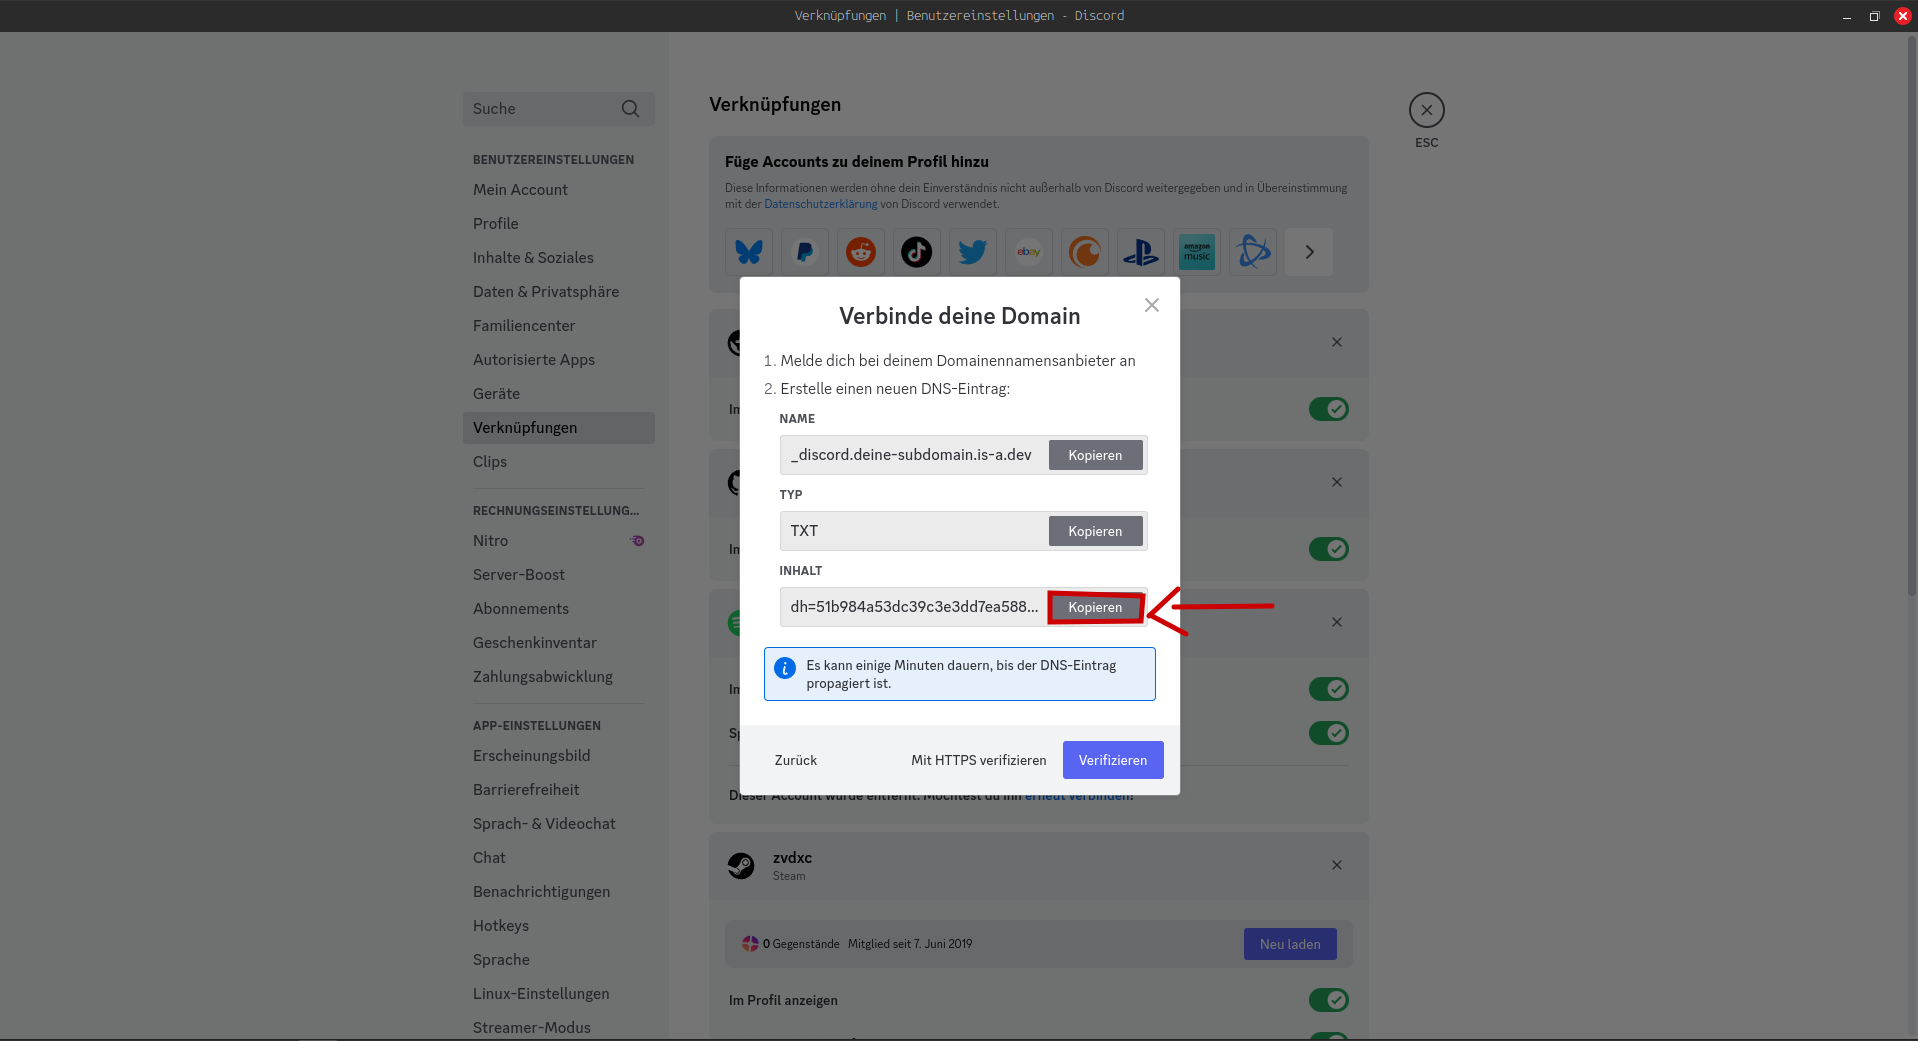 Verknüpfungen | Benutzereinstellungen - Discord
Suche
BENUTZEREINSTELLUNGEN
Mein Account
Profile
Inhalte & Soziales
Daten & Privatsphäre
Familiencenter
Autorisierte Apps
Geräte
Verknüpfungen
Clips
RECHNUNGSEINSTELLUNG...
Nitro
Server-Boost
Abonnements
Geschenkinventar
Zahlungsabwicklung
APP-EINSTELLUNGEN
Erscheinungsbild
Barrierefreiheit
Sprach- & Videochat
Chat
Benachrichtigungen
Hotkeys
Sprache
Linux-Einstellungen
Streamer-Modus
Verknüpfungen
ESC
Füge Accounts zu deinem Profil hinzu
Diese Informationen werden ohne dein Einverständnis nicht außerhalb von Discord weitergegeben und in Übereinstimmung
mit der Datenschutzerklärung von Discord verwendet.
ebay
amazon
music
Verbinde deine Domain
1. Melde dich bei deinem Domainennamensanbieter an
2. Erstelle einen neuen DNS-Eintrag:
NAME
_discord.deine-subdomain.is-a.dev Kopieren
TYP
TXT Kopieren
INHALT
dh=51b984a53dc39c3e3dd7ea588... Kopieren
Es kann einige Minuten dauern, bis der DNS-Eintrag
propagiert ist.
Zurück Mit HTTPS verifizieren Verifizieren
Dieser Account wurde entfernt. Möchtest du ihn erneut verbinden?
zvdxc
Steam
0 Gegenstände Mitglied seit 7. Juni 2019 Neu laden
Im Profil anzeigen